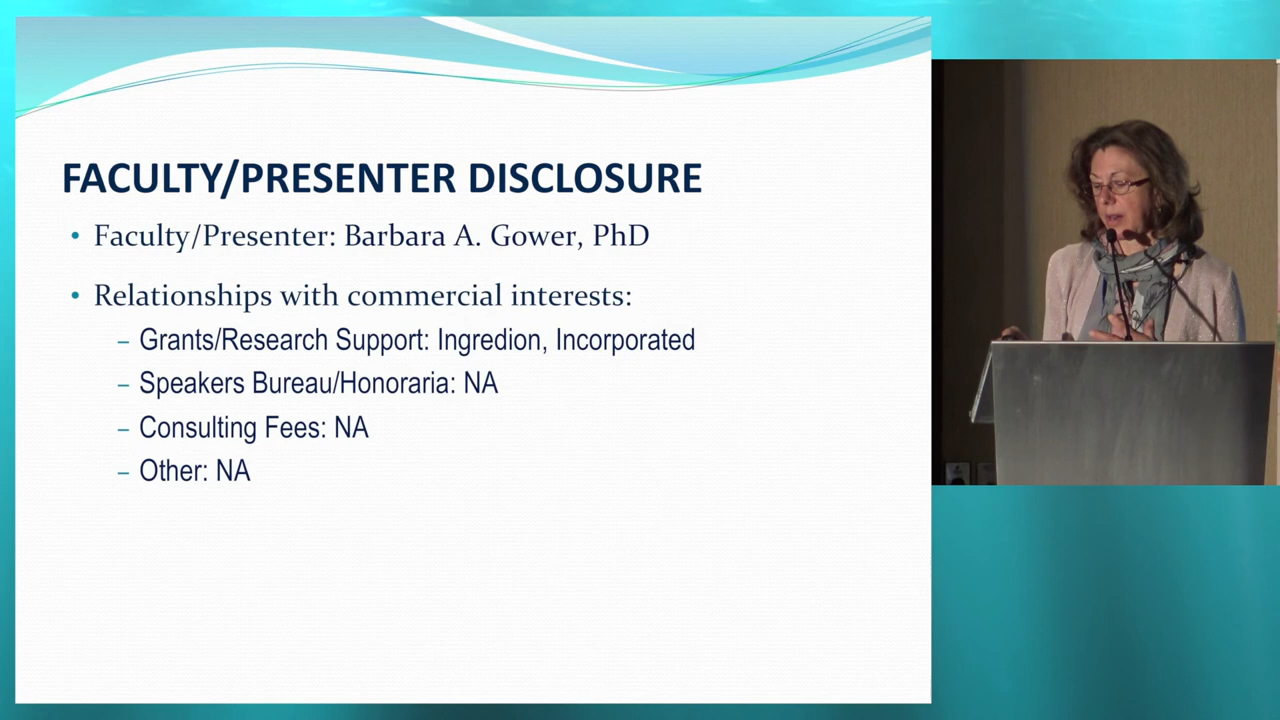 FACULTY/PRESENTER DISCLOSURE
• Faculty/Presenter: Barbara A. Gower, PhD
• Relationships with commercial interests:
– Grants/Research Support: Ingredion, Incorporated
– Speakers Bureau/Honoraria: NA
– Consulting Fees: NA
– Other: NA